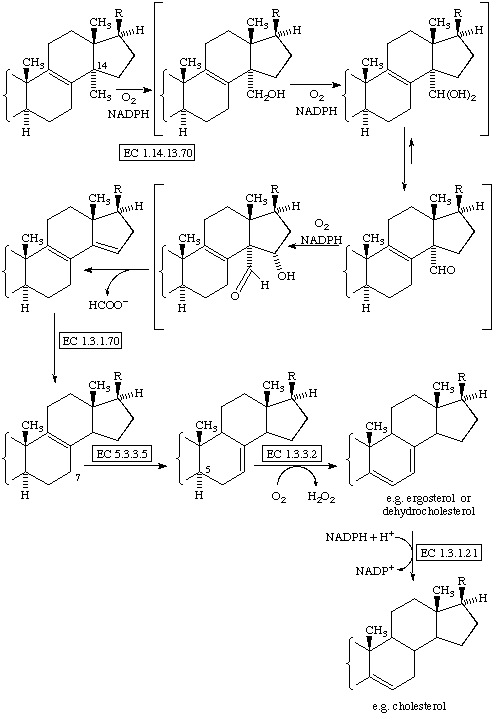 R
CH₃
H
CH₃
14
CH₃
H
O₂
NADPH
EC 1.14.13.70
R
CH₃
H
CH₃
CH₂OH
H
O₂
NADPH
R
CH₃
H
CH₃
CH(OH)₂
H
R
CH₃
H
CH₃
CHO
H
O₂
NADPH
R
CH₃
H
CH₃
OH
H
O
H
HCOO⁻
R
CH₃
H
CH₃
H
EC 1.3.1.70
R
CH₃
H
CH₃
7
H
EC 5.3.3.5
R
CH₃
H
CH₃
5
H
EC 1.3.3.2
O₂
H₂O₂
R
CH₃
H
CH₃
e.g. ergosterol or
dehydrocholesterol
NADPH + H⁺
EC 1.3.1.21
NADP⁺
R
CH₃
H
CH₃
e.g. cholesterol